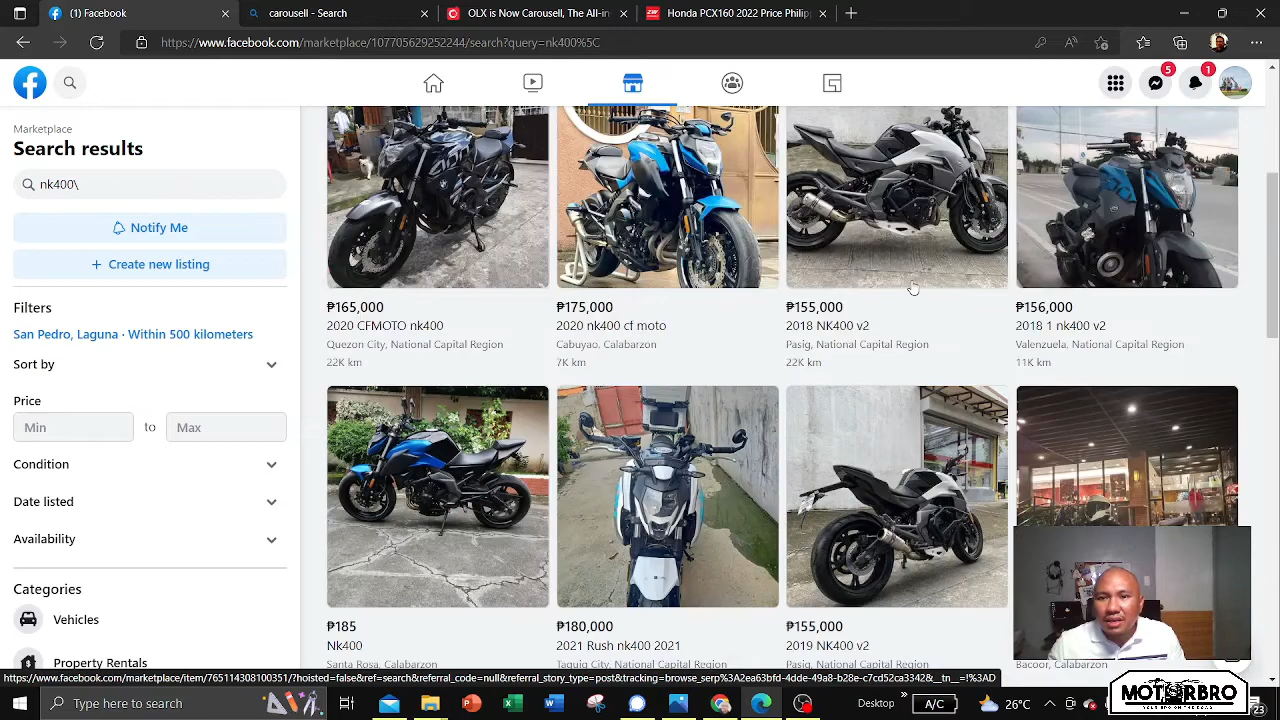 (2) Facebook
carousell - Search
OLX is Now Carousell, The All-in
Honda PCX160 2022 Price Philip
https://www.facebook.com/marketplace/107705629252244/search?query=nk400%5C
5
1
Marketplace
Search results
nk400\
Notify Me
+ Create new listing
Filters
San Pedro, Laguna · Within 500 kilometers
Sort by
Price
Min to Max
Condition
Date listed
Availability
Categories
Vehicles
Property Rentals
₱165,000
2020 CFMOTO nk400
Quezon City, National Capital Region
22K km
₱175,000
2020 nk400 cf moto
Cabuyao, Calabarzon
7K km
₱155,000
2018 NK400 v2
Pasig, National Capital Region
22K km
₱156,000
2018 1 nk400 v2
Valenzuela, National Capital Region
11K km
₱185
Nk400
Santa Rosa, Calabarzon
₱180,000
2021 Rush nk400 2021
Taguig City, National Capital Region
₱155,000
2019 NK400 v2
Pasig, National Capital Region
Bacoor, Calabarzon
Type here to search
Desktop
A/C
26°C
MOTORBRO
23